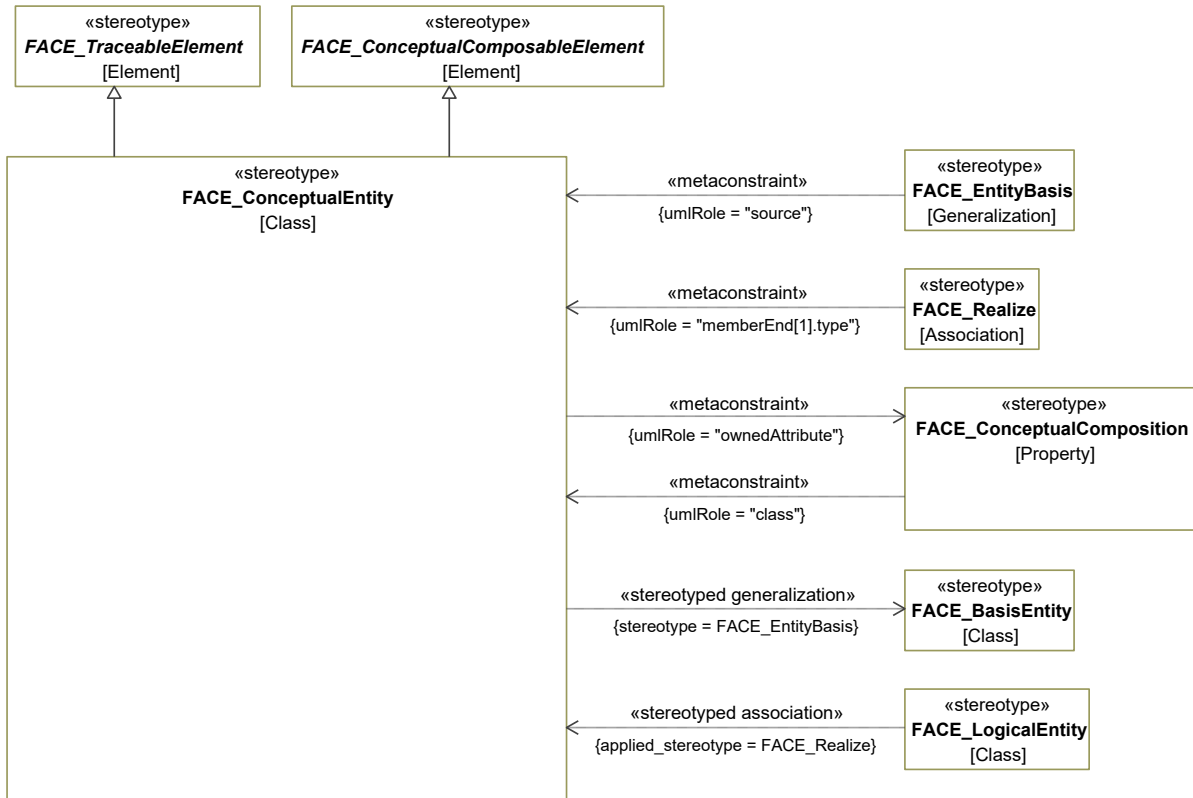 «stereotype»
FACE_TraceableElement
[Element]
«stereotype»
FACE_ConceptualComposableElement
[Element]
«stereotype»
FACE_ConceptualEntity
[Class]
«metaconstraint»
{umlRole = "source"}
«stereotype»
FACE_EntityBasis
[Generalization]
«metaconstraint»
{umlRole = "memberEnd[1].type"}
«stereotype»
FACE_Realize
[Association]
«metaconstraint»
{umlRole = "ownedAttribute"}
«metaconstraint»
{umlRole = "class"}
«stereotype»
FACE_ConceptualComposition
[Property]
«stereotyped generalization»
{stereotype = FACE_EntityBasis}
«stereotype»
FACE_BasisEntity
[Class]
«stereotyped association»
{applied_stereotype = FACE_Realize}
«stereotype»
FACE_LogicalEntity
[Class]